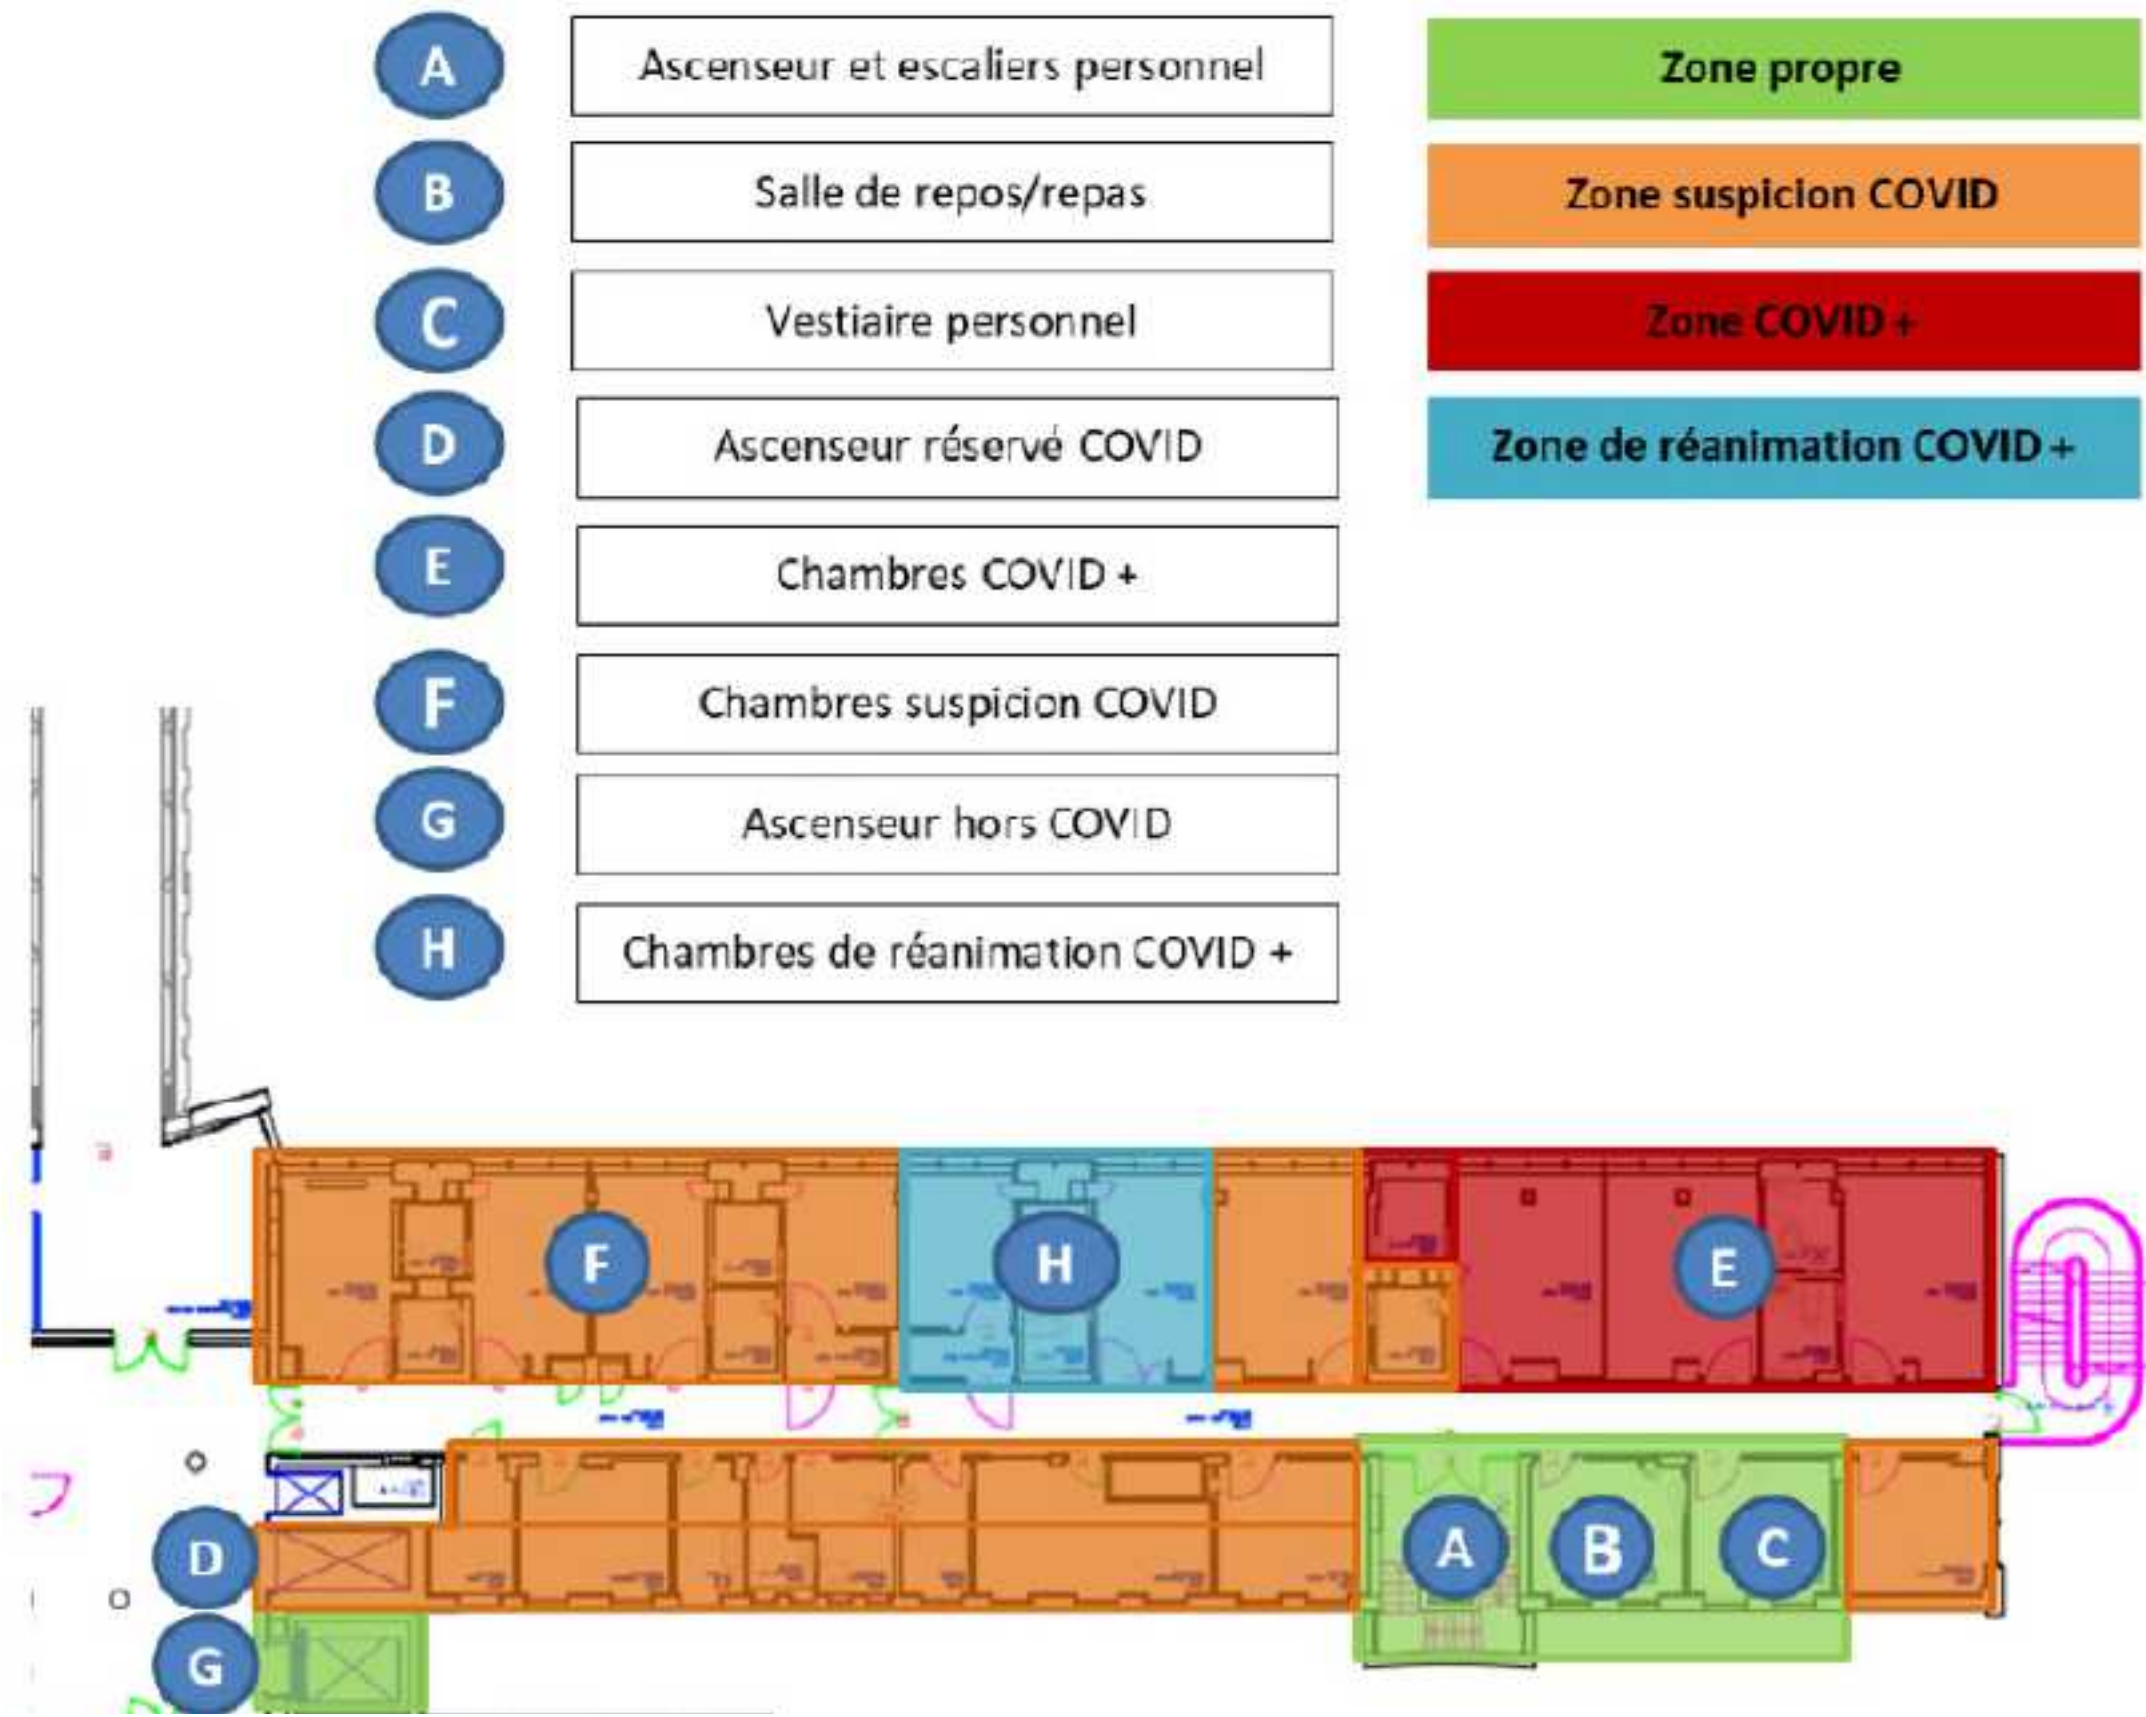 A Ascenseur et escaliers personnel Zone propre
B Salle de repos/repas Zone suspicion COVID
C Vestiaire personnel Zone COVID +
D Ascenseur réservé COVID Zone de réanimation COVID +
E Chambres COVID +
F Chambres suspicion COVID
G Ascenseur hors COVID
H Chambres de réanimation COVID +
F H E
D A B C
G